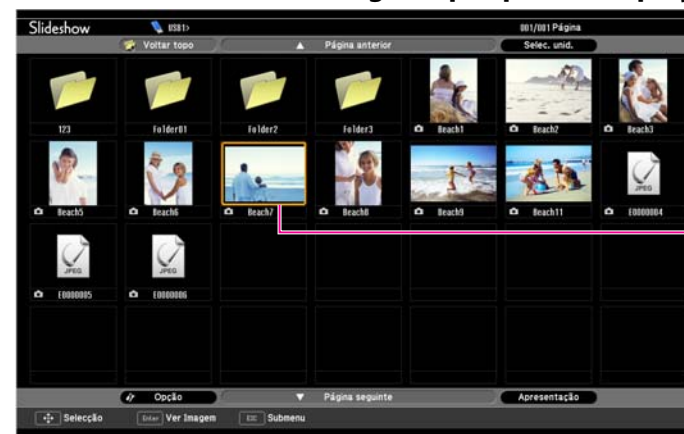 Slideshow USB1> 001/001 Página
Voltar topo Página anterior Selec. unid.
123 Folder01 Folder2 Folder3 Beach1 Beach2 Beach3
JPEG
Beach5 Beach6 Beach7 Beach8 Beach9 Beach11 E0000004
JPEG JPEG
E0000005 E0000006
Opção Página seguinte Apresentação
Selecção Enter Ver Imagem ESC Submenu